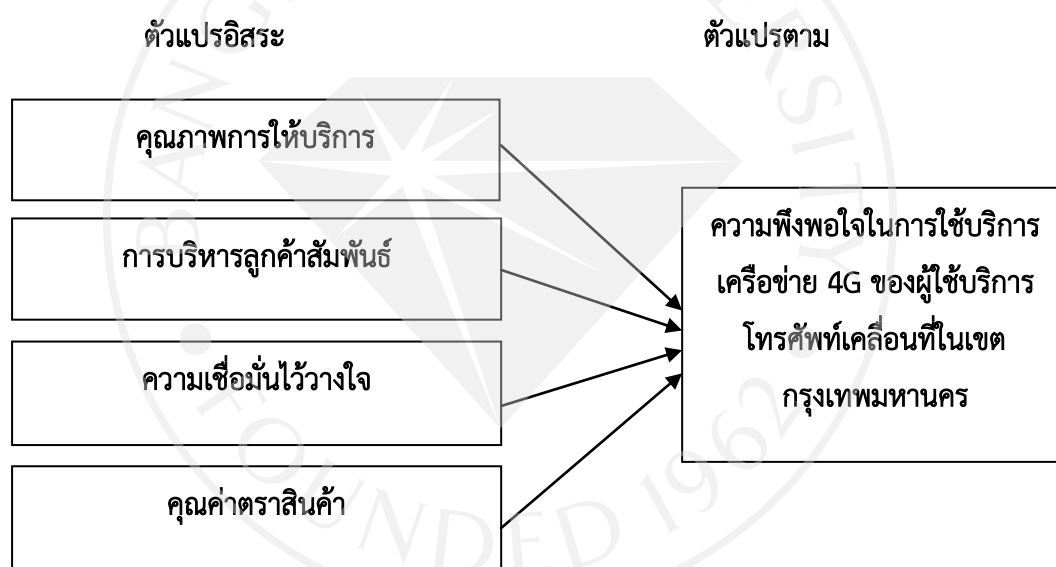 ตัวแปรอิสระ
ตัวแปรตาม
คุณภาพการให้บริการ
การบริหารลูกค้าสัมพันธ์
ความเชื่อมั่นไว้วางใจ
คุณค่าตราสินค้า
ความพึงพอใจในการใช้บริการ
เครือข่าย 4G ของผู้ใช้บริการ
โทรศัพท์เคลื่อนที่ในเขต
กรุงเทพมหานคร
FOUNDED 1962